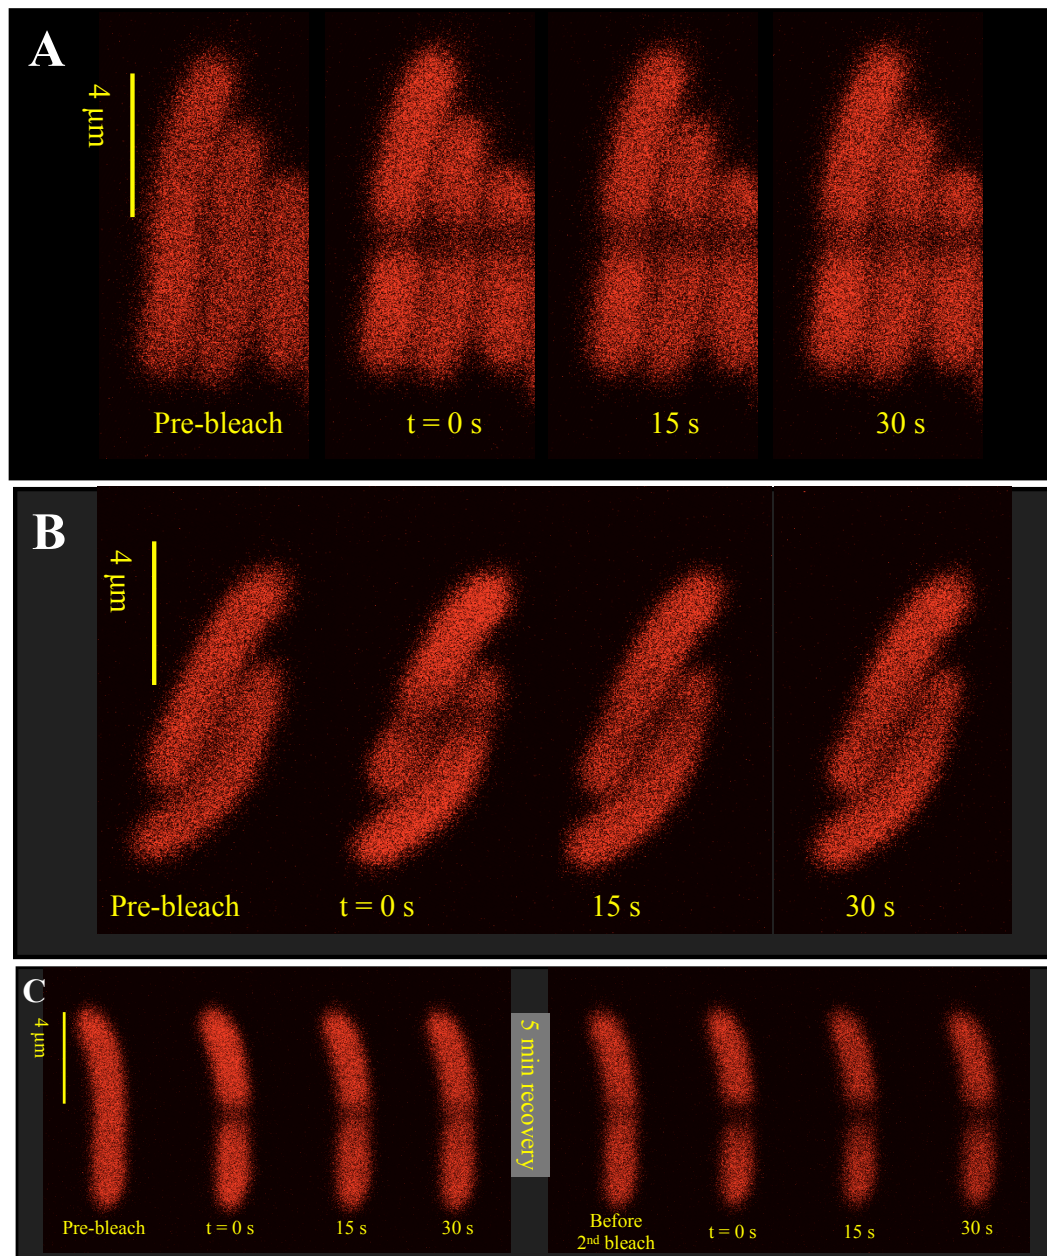 A
4 μm
Pre-bleach
t = 0 s
15 s
30 s
B
4 μm
Pre-bleach
t = 0 s
15 s
30 s
C
4 μm
Pre-bleach
t = 0 s
15 s
30 s
5 min recovery
Before
2nd bleach
t = 0 s
15 s
30 s